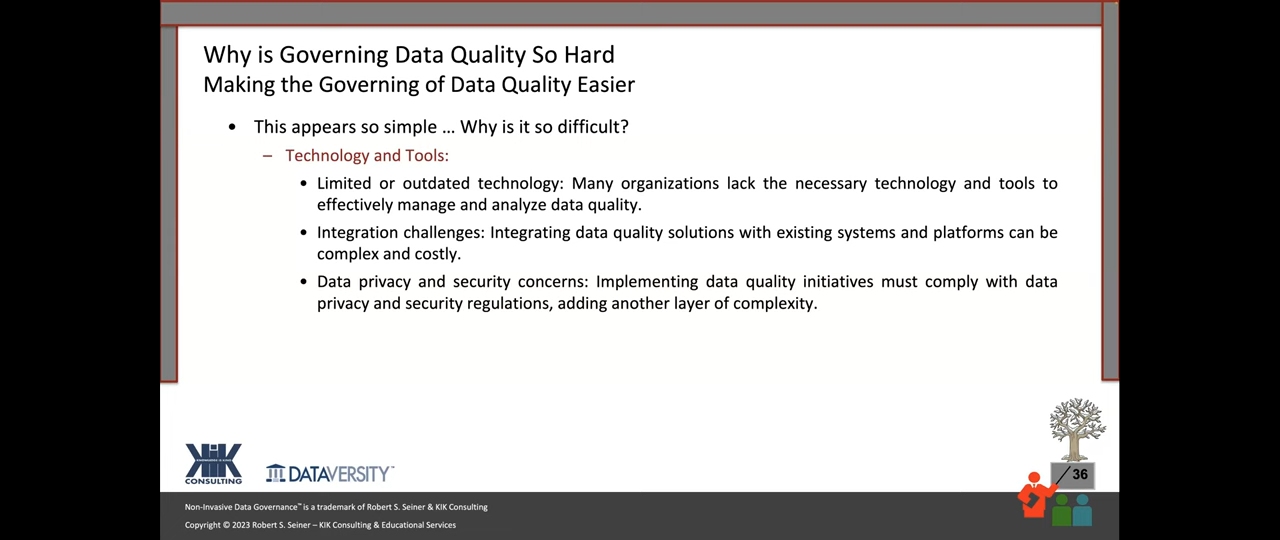 Why is Governing Data Quality So Hard
Making the Governing of Data Quality Easier
• This appears so simple … Why is it so difficult?
– Technology and Tools:
• Limited or outdated technology: Many organizations lack the necessary technology and tools to
effectively manage and analyze data quality.
• Integration challenges: Integrating data quality solutions with existing systems and platforms can be
complex and costly.
• Data privacy and security concerns: Implementing data quality initiatives must comply with data
privacy and security regulations, adding another layer of complexity.
KIK
CONSULTING
DATAVERSITY™
36
Non-Invasive Data Governance™ is a trademark of Robert S. Seiner & KIK Consulting
Copyright © 2023 Robert S. Seiner – KIK Consulting & Educational Services